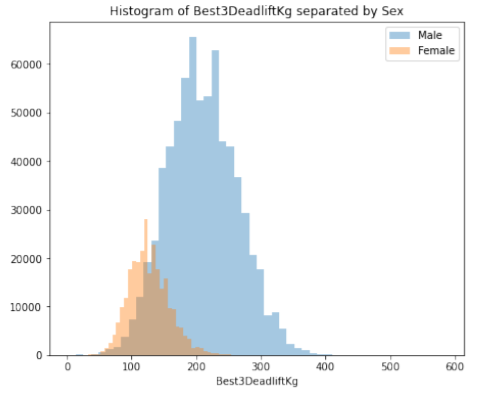 Histogram of Best3DeadliftKg separated by Sex
Male
Female
60000
50000
40000
30000
20000
10000
0
0 100 200 300 400 500 600
Best3DeadliftKg